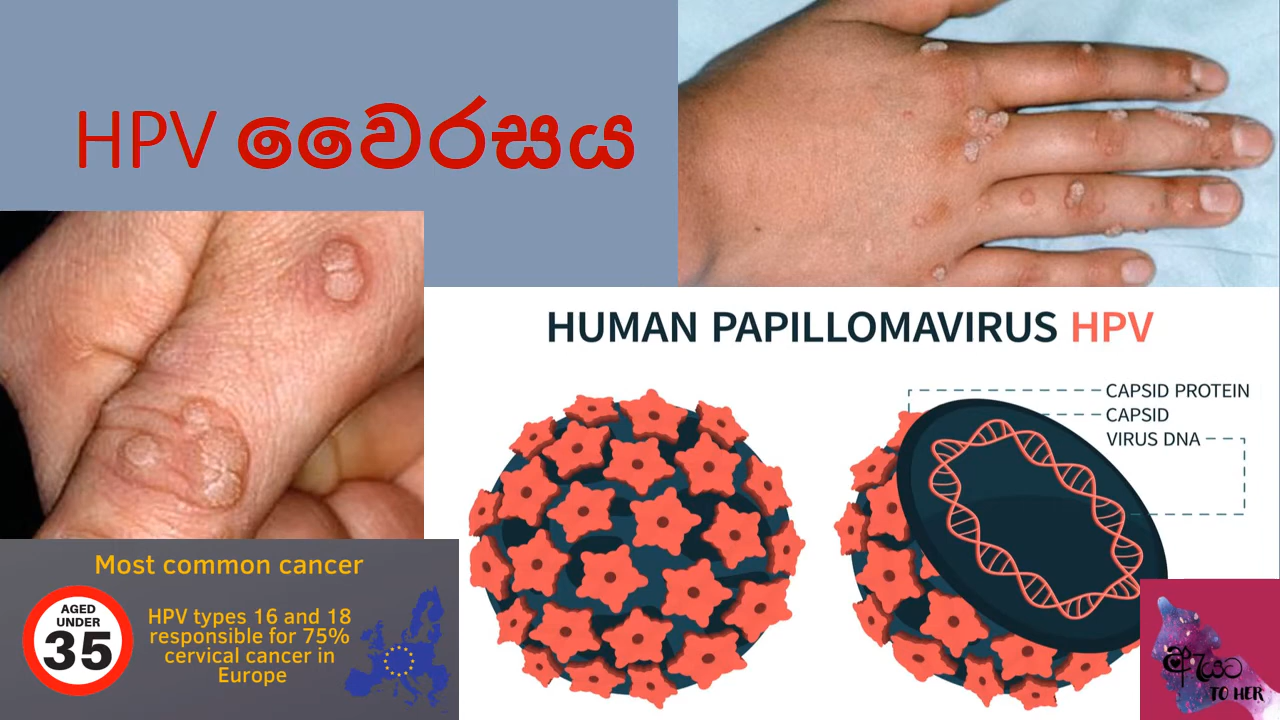 HPV වෛරසය
HUMAN PAPILLOMAVIRUS HPV
CAPSID PROTEIN
CAPSID
VIRUS DNA
Most common cancer
AGED
UNDER
35
HPV types 16 and 18
responsible for 75%
cervical cancer in
Europe
ඇයට
TO HER